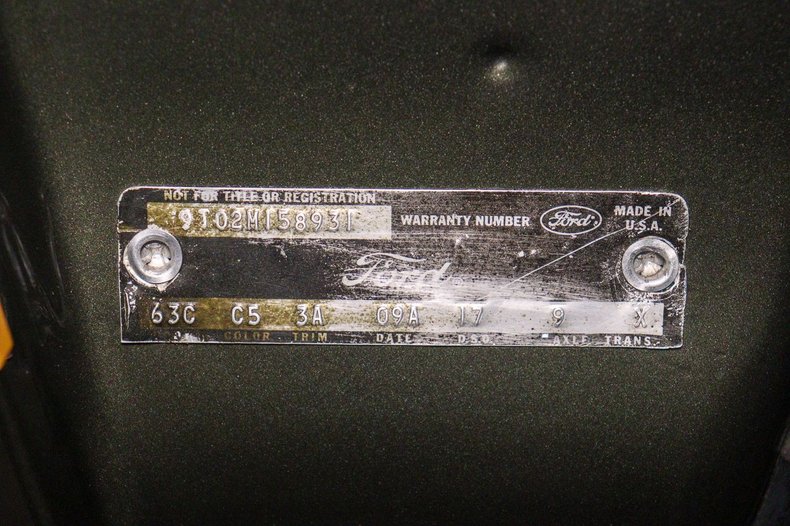 NOT FOR TITLE OR REGISTRATION
9T02M158931
WARRANTY NUMBER
Ford
MADE IN
U.S.A.
Ford
63C C5 3A 09A 17 9 X
COLOR TRIM DATE D.S.O. AXLE TRANS.